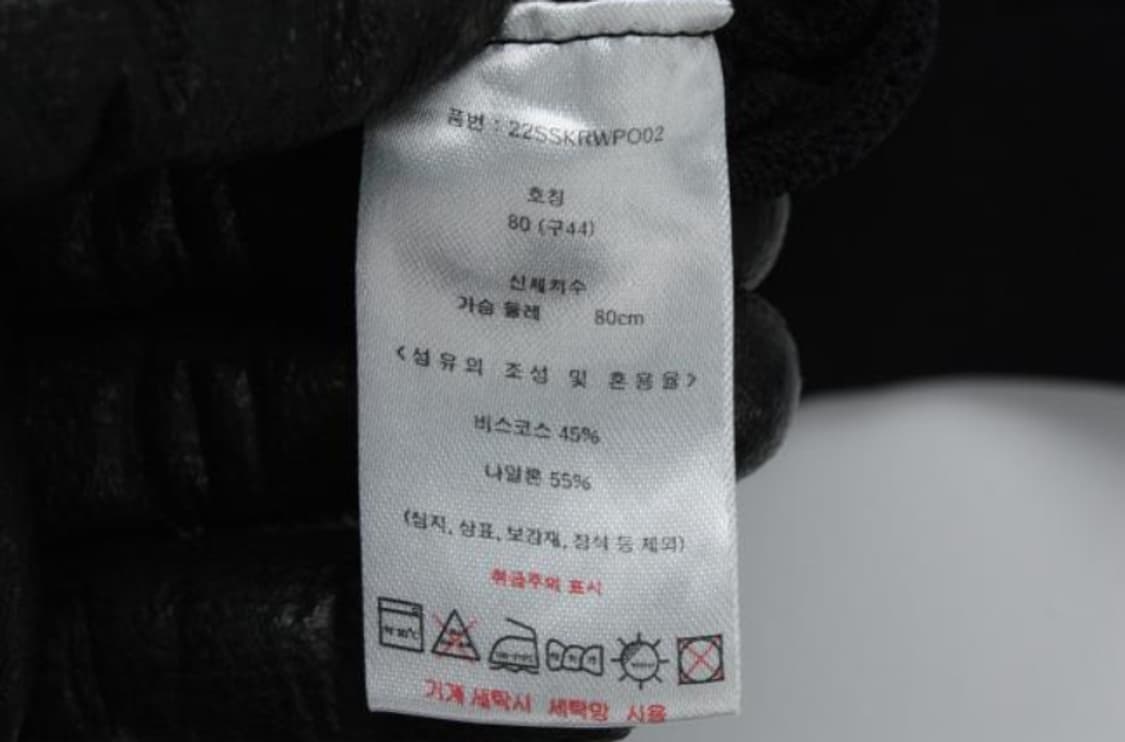 품번 : 22SSKRWPO02
호칭
80 (구44)
신체치수
가슴 둘레 80cm
<섬유의 조성 및 혼용율>
비스코스 45%
나일론 55%
(심지, 상표, 보강재, 장식 등 제외)
취급주의 표시
약 30℃
기계 세탁시 세탁망 사용